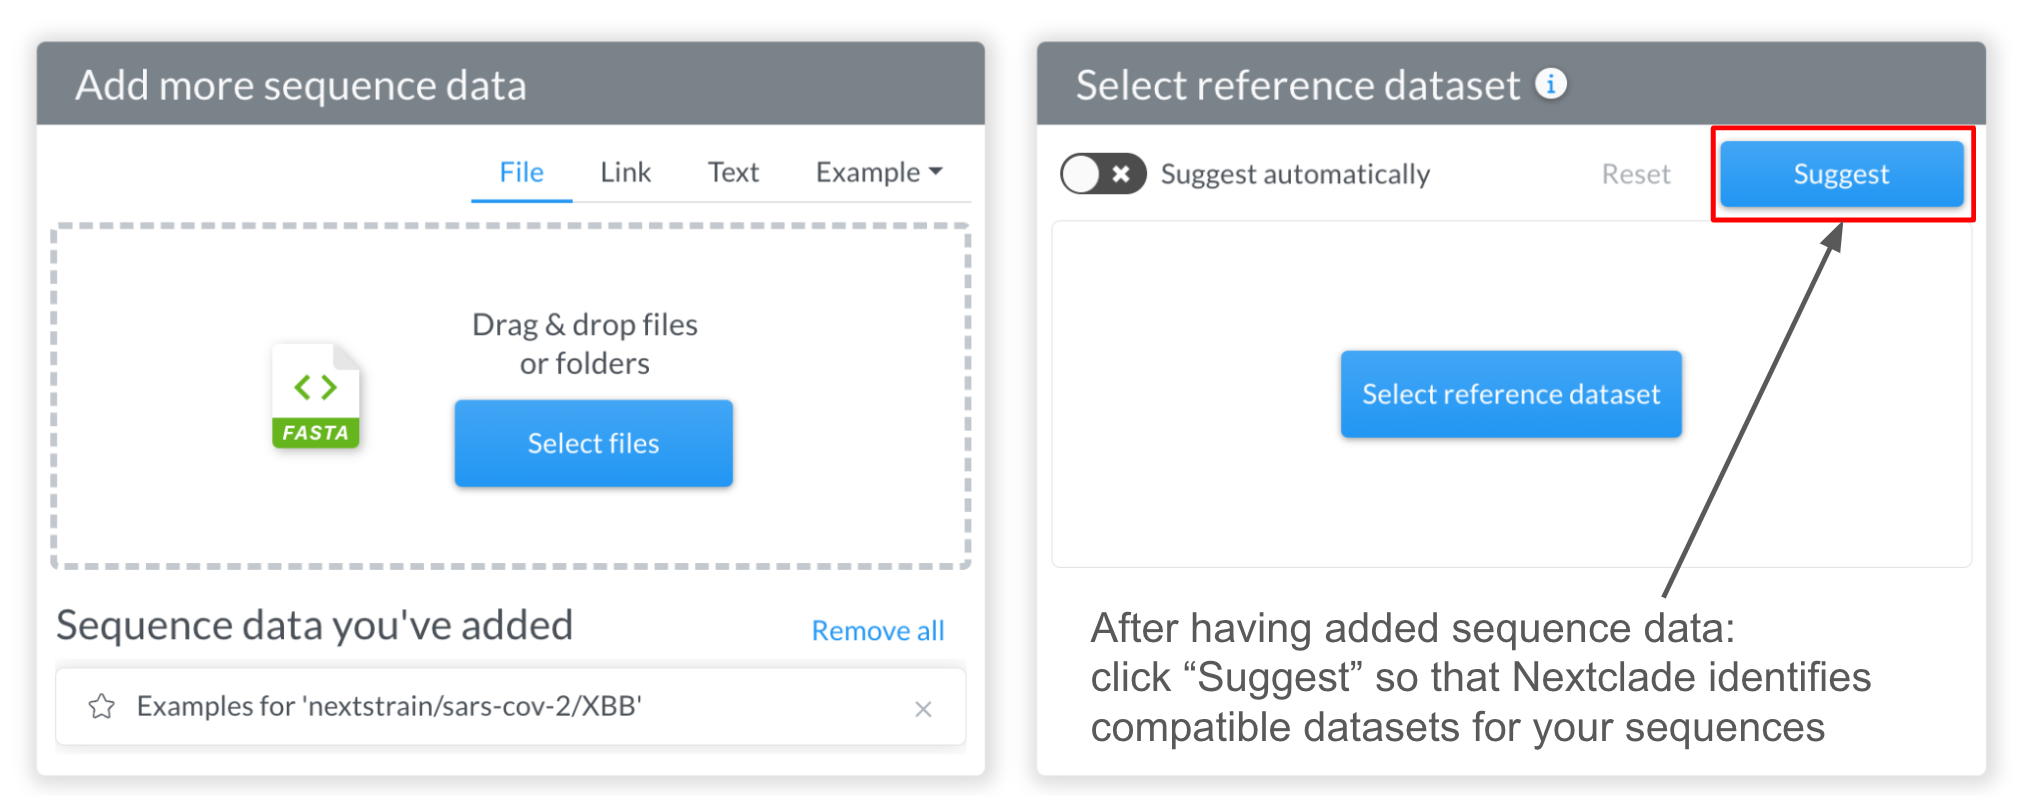 Add more sequence data
File Link Text Example
Drag & drop files
or folders
FASTA
Select files
Sequence data you've added
Remove all
Examples for 'nextstrain/sars-cov-2/XBB'
Select reference dataset i
Suggest automatically
Reset
Suggest
Select reference dataset
After having added sequence data:
click “Suggest” so that Nextclade identifies
compatible datasets for your sequences